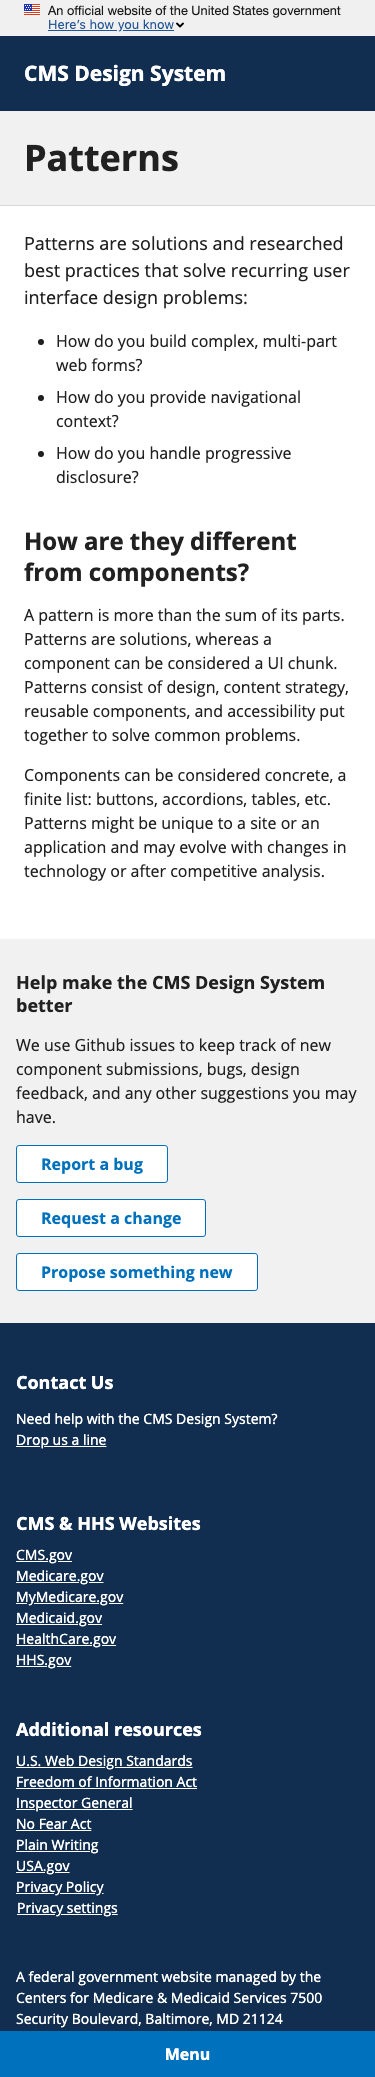 An official website of the United States government
Here's how you know
CMS Design System
Patterns
Patterns are solutions and researched
best practices that solve recurring user
interface design problems:
• How do you build complex, multi-part
web forms?
• How do you provide navigational
context?
• How do you handle progressive
disclosure?
How are they different
from components?
A pattern is more than the sum of its parts.
Patterns are solutions, whereas a
component can be considered a UI chunk.
Patterns consist of design, content strategy,
reusable components, and accessibility put
together to solve common problems.
Components can be considered concrete, a
finite list: buttons, accordions, tables, etc.
Patterns might be unique to a site or an
application and may evolve with changes in
technology or after competitive analysis.
Help make the CMS Design System
better
We use Github issues to keep track of new
component submissions, bugs, design
feedback, and any other suggestions you may
have.
Report a bug
Request a change
Propose something new
Contact Us
Need help with the CMS Design System?
Drop us a line
CMS & HHS Websites
CMS.gov
Medicare.gov
MyMedicare.gov
Medicaid.gov
HealthCare.gov
HHS.gov
Additional resources
U.S. Web Design Standards
Freedom of Information Act
Inspector General
No Fear Act
Plain Writing
USA.gov
Privacy Policy
Privacy settings
A federal government website managed by the
Centers for Medicare & Medicaid Services 7500
Security Boulevard, Baltimore, MD 21124
Menu